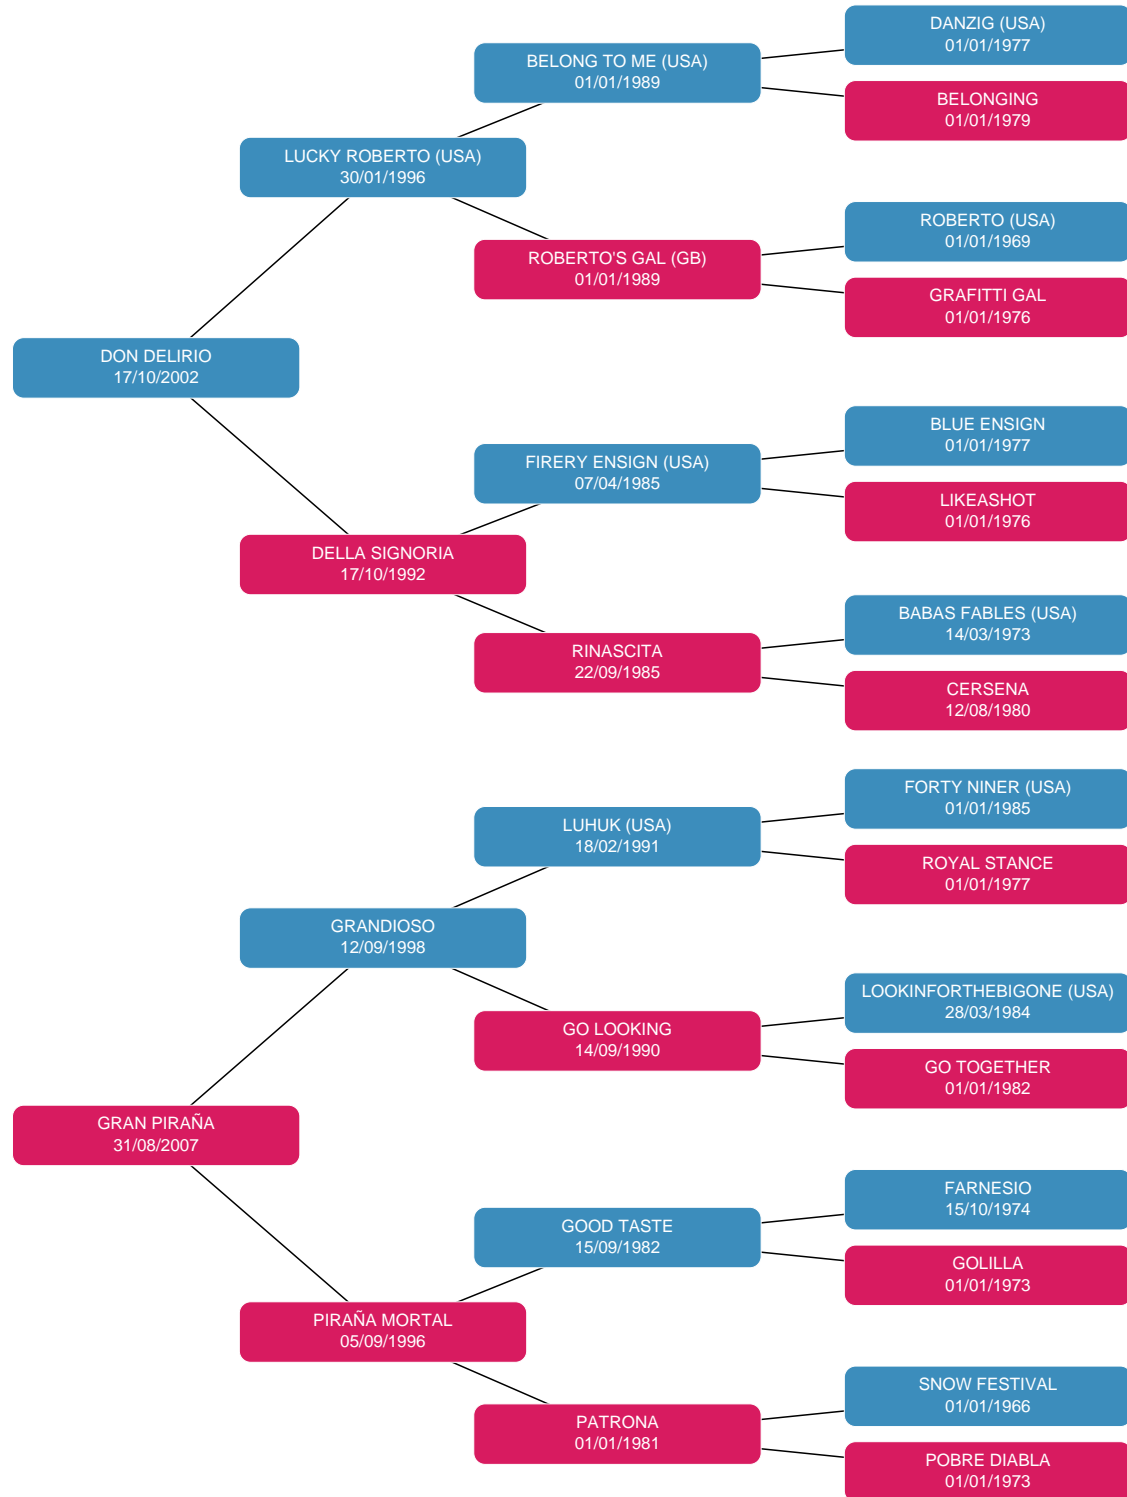 DANZIG (USA)
01/01/1977
BELONG TO ME (USA)
01/01/1989
BELONGING
01/01/1979
LUCKY ROBERTO (USA)
30/01/1996
ROBERTO (USA)
01/01/1969
ROBERTO'S GAL (GB)
01/01/1989
GRAFITTI GAL
01/01/1976
DON DELIRIO
17/10/2002
BLUE ENSIGN
01/01/1977
FIRERY ENSIGN (USA)
07/04/1985
LIKEASHOT
01/01/1976
DELLA SIGNORIA
17/10/1992
BABAS FABLES (USA)
14/03/1973
RINASCITA
22/09/1985
CERSENA
12/08/1980
FORTY NINER (USA)
01/01/1985
LUHUK (USA)
18/02/1991
ROYAL STANCE
01/01/1977
GRANDIOSO
12/09/1998
LOOKINFORTHEBIGONE (USA)
28/03/1984
GO LOOKING
14/09/1990
GO TOGETHER
01/01/1982
GRAN PIRAÑA
31/08/2007
FARNESIO
15/10/1974
GOOD TASTE
15/09/1982
GOLILLA
01/01/1973
PIRAÑA MORTAL
05/09/1996
SNOW FESTIVAL
01/01/1966
PATRONA
01/01/1981
POBRE DIABLA
01/01/1973